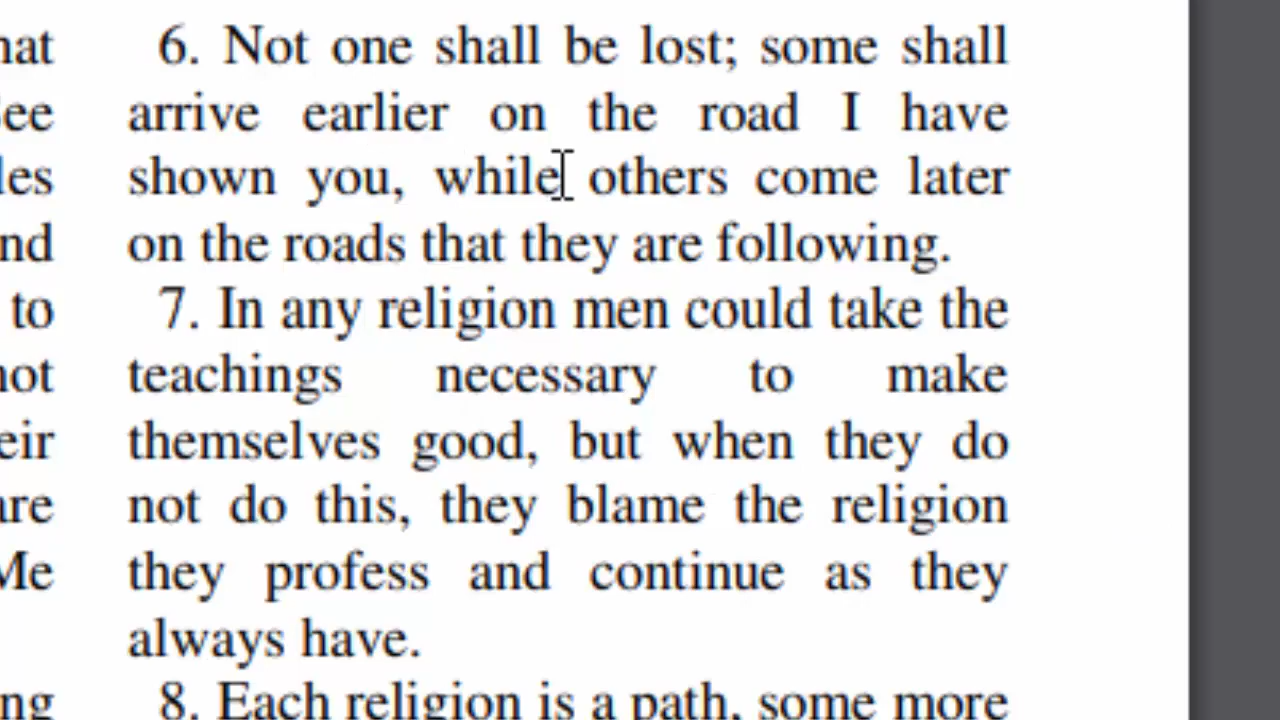 6. Not one shall be lost; some shall
arrive earlier on the road I have
shown you, while others come later
on the roads that they are following.
7. In any religion men could take the
teachings necessary to make
themselves good, but when they do
not do this, they blame the religion
they profess and continue as they
always have.
8. Each religion is a path, some more